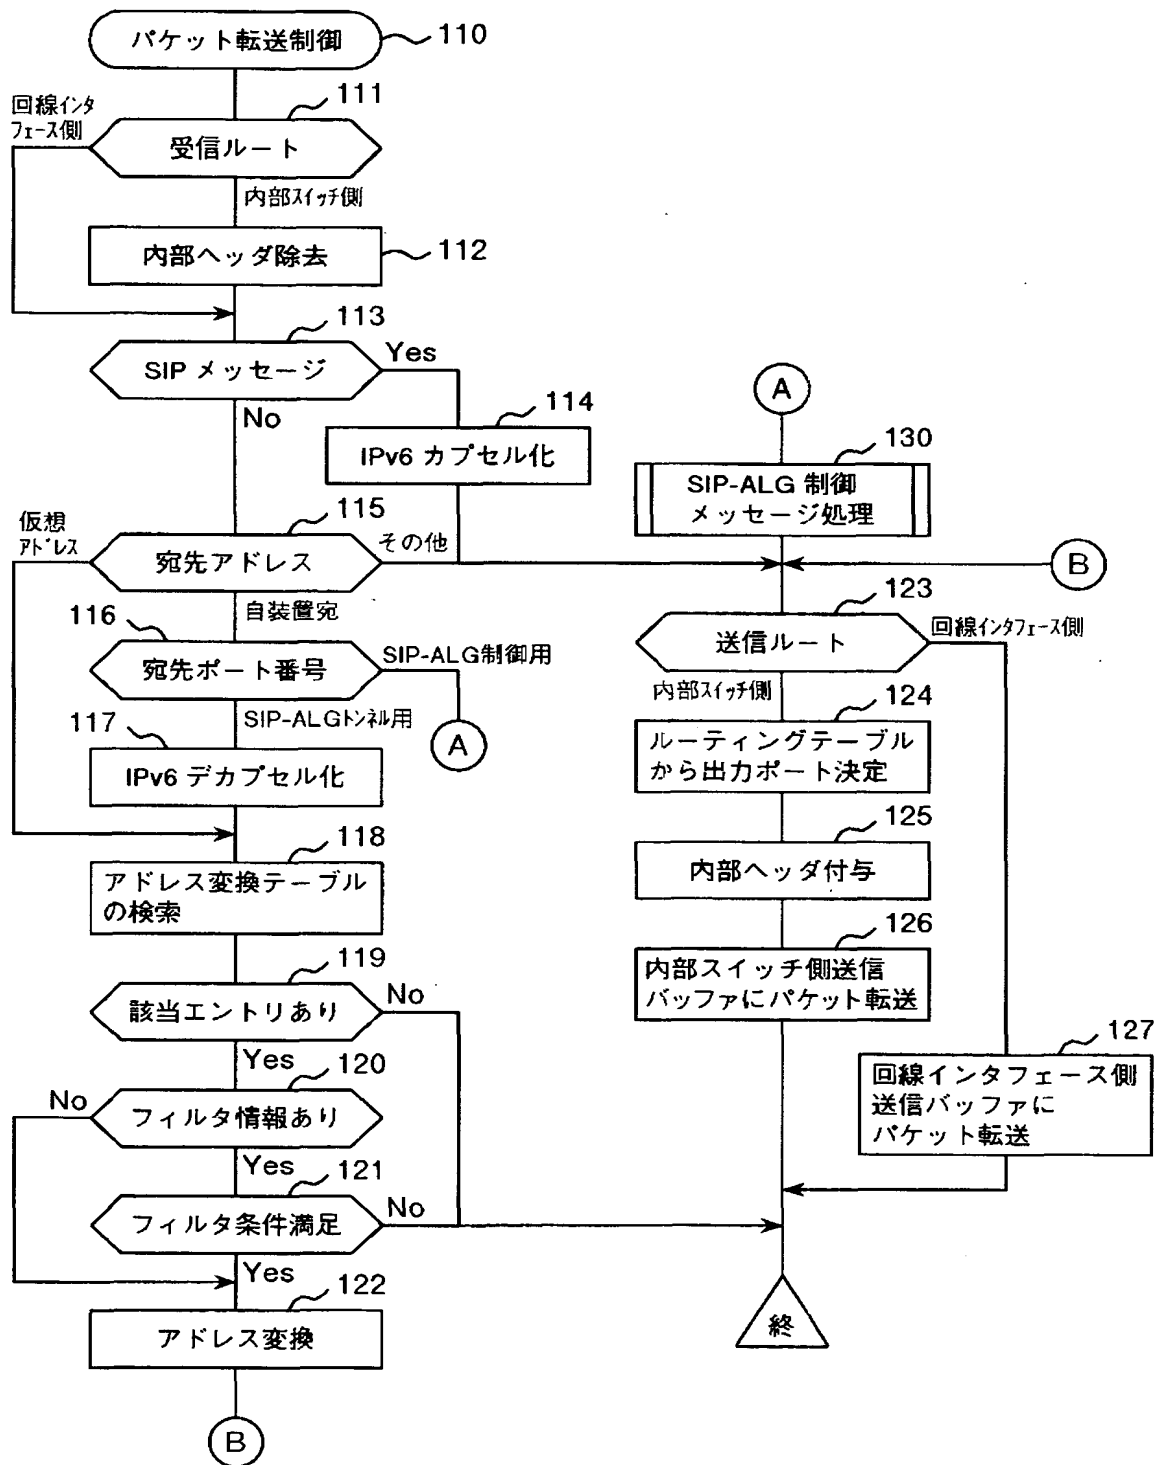 パケット転送制御
110
111
回線インタ
フェース側
受信ルート
内部スイッチ側
内部ヘッダ除去
112
113
SIP メッセージ
Yes
No
114
IPv6 カプセル化
仮想
アドレス
115
宛先アドレス
その他
自装置宛
116
宛先ポート番号
SIP-ALG制御用
SIP-ALGトンネル用
A
117
IPv6 デカプセル化
118
アドレス変換テーブル
の検索
119
該当エントリあり
No
Yes
120
No
フィルタ情報あり
Yes
121
フィルタ条件満足
No
Yes
122
アドレス変換
B
A
130
SIP-ALG 制御
メッセージ処理
B
123
送信ルート
回線インタフェース側
内部スイッチ側
124
ルーティングテーブル
から出力ポート決定
125
内部ヘッダ付与
126
内部スイッチ側送信
バッファにパケット転送
127
回線インタフェース側
送信バッファに
パケット転送
終